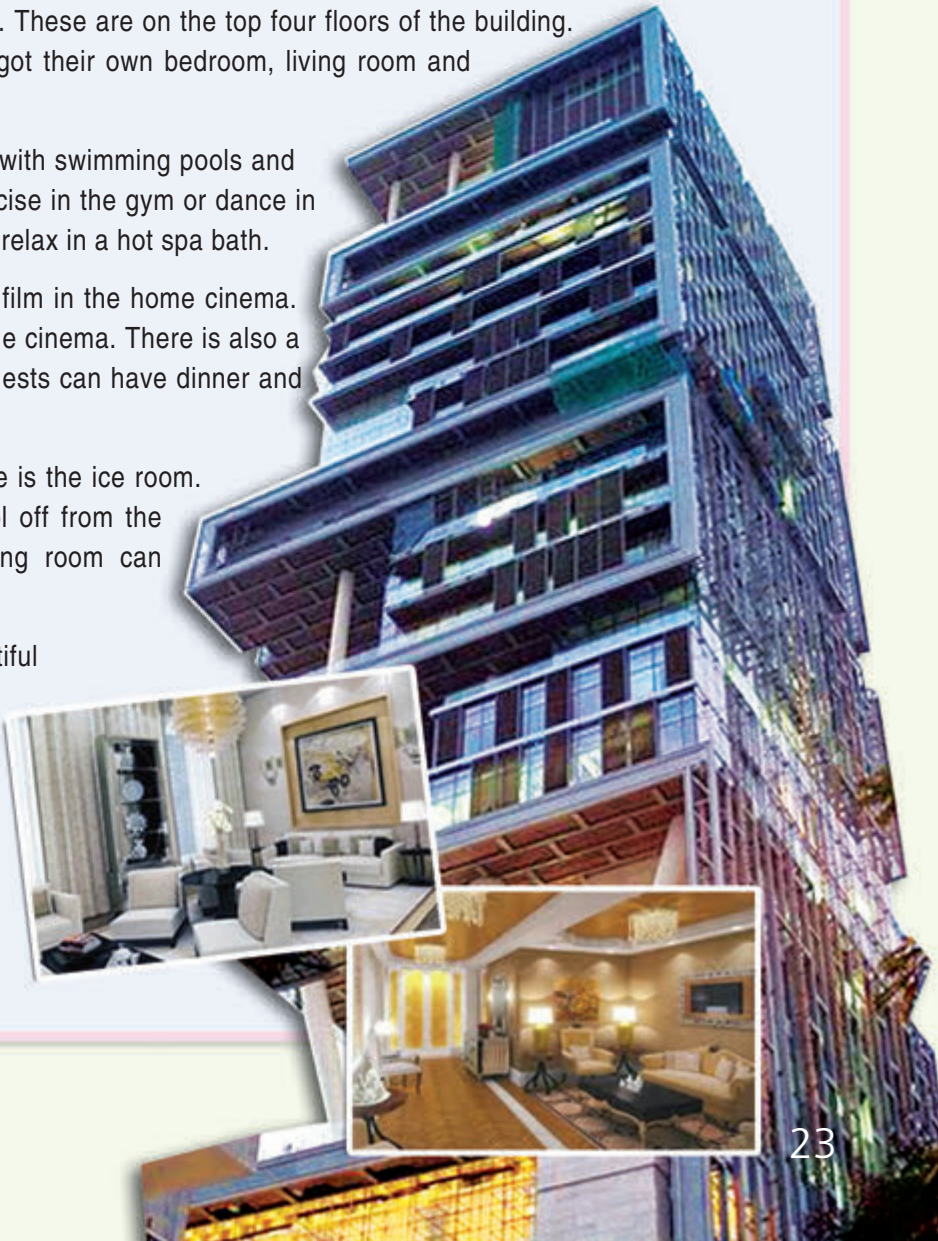 . These are on the top four floors of the building.
got their own bedroom, living room and
with swimming pools and
cise in the gym or dance in
relax in a hot spa bath.
film in the home cinema.
e cinema. There is also a
ests can have dinner and
e is the ice room.
l off from the
ng room can
tiful
23